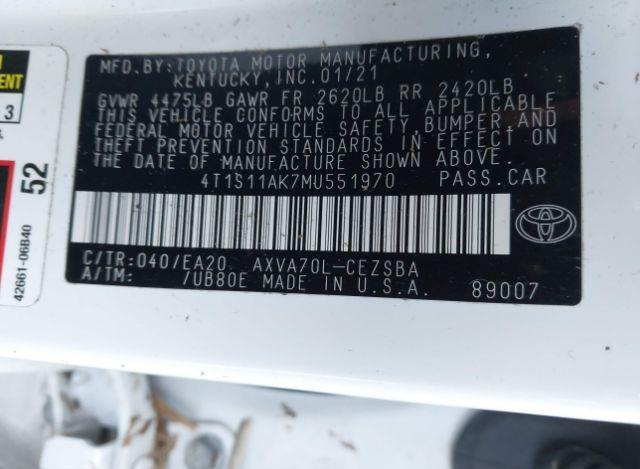 MFD.BY:TOYOTA MOTOR MANUFACTURING,
KENTUCKY,INC.01/21
GVWR 4475LB GAWR FR 2620LB RR 2420LB
THIS VEHICLE CONFORMS TO ALL APPLICABLE
FEDERAL MOTOR VEHICLE SAFETY,BUMPER,AND
THEFT PREVENTION STANDARDS IN EFFECT ON
THE DATE OF MANUFACTURE SHOWN ABOVE.
4T1S11AK7MU551970 PASS.CAR
C/TR:040/EA20 AXVA70L-CEZSBA
A/TM: /UB80E MADE IN U.S.A. 89007
3
52
42661-06B40